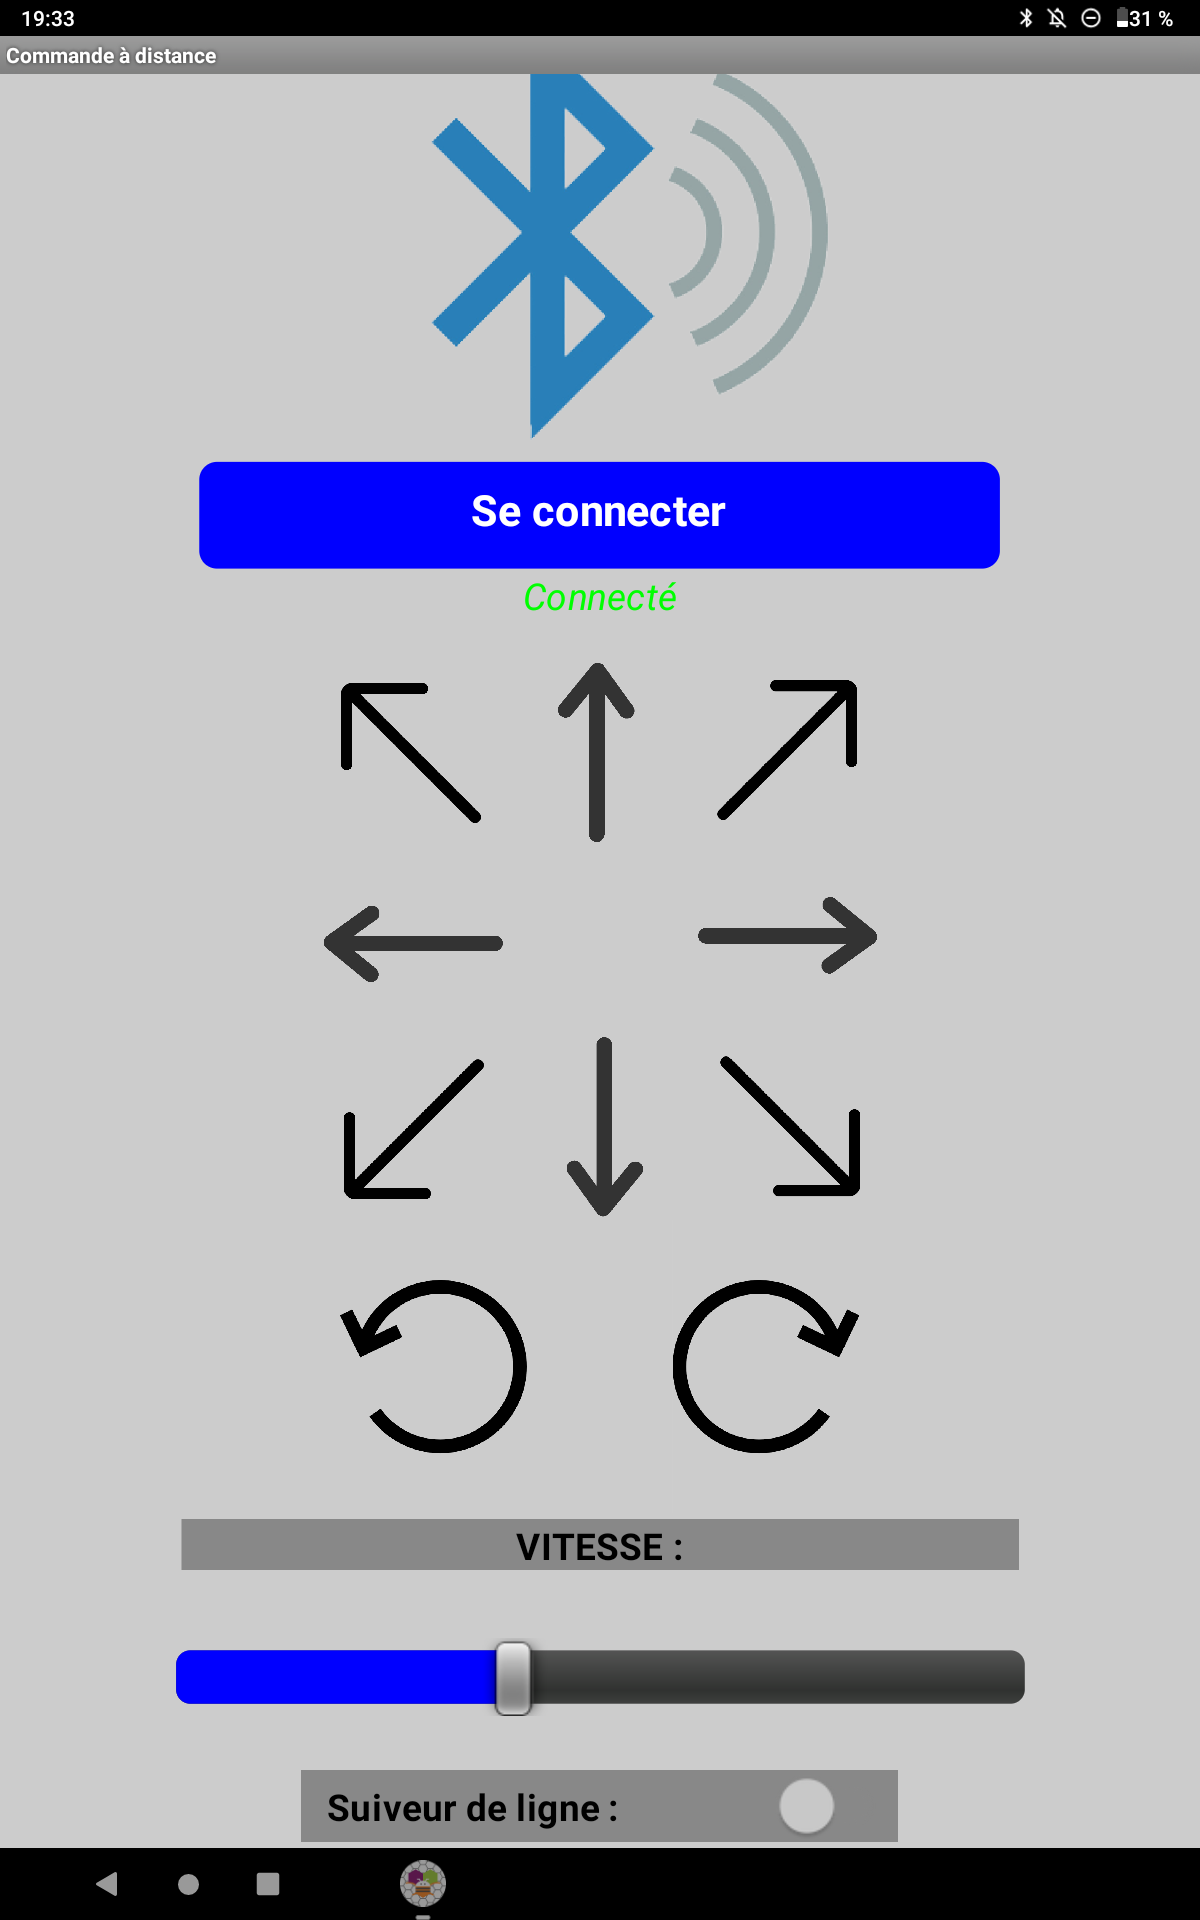 19:33
31 %
Commande à distance
Se connecter
Connecté
VITESSE :
Suiveur de ligne :